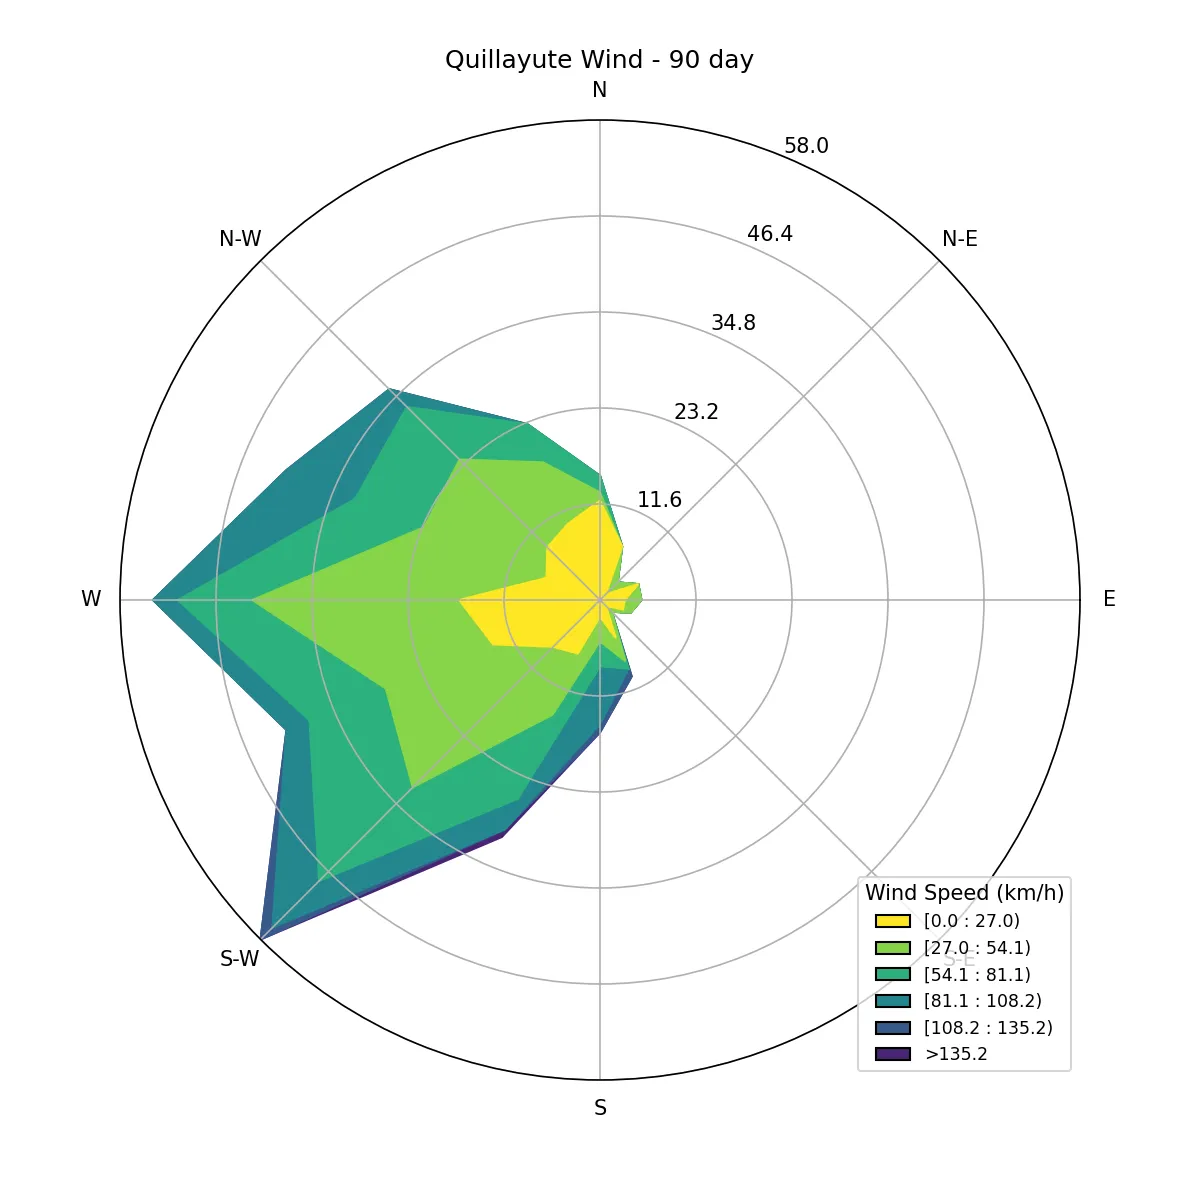 Quillayute Wind - 90 day
N
58.0
46.4
N-W
N-E
34.8
23.2
11.6
W
E
Wind Speed (km/h)
[0.0 : 27.0)
[27.0 : 54.1)
S-W
S-E
[54.1 : 81.1)
[81.1 : 108.2)
[108.2 : 135.2)
>135.2
S